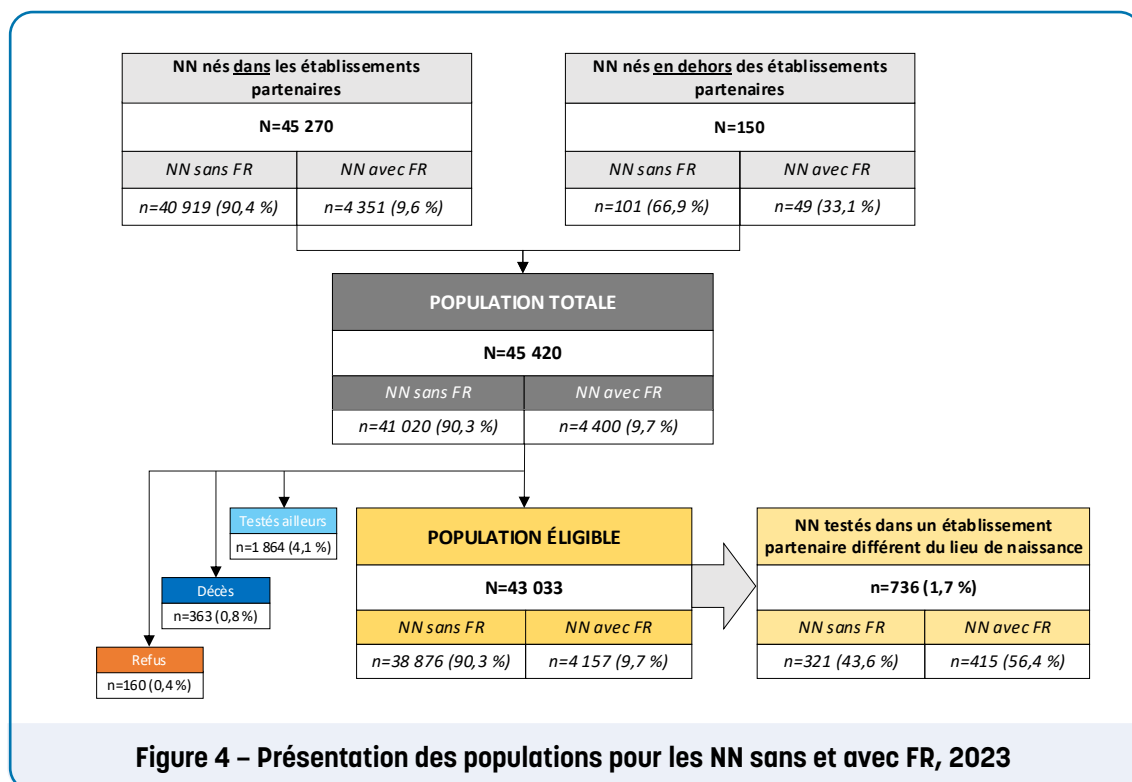 NN nés dans les établissements
partenaires
N=45 270
NN sans FR
NN avec FR
n=40 919 (90,4 %)
n=4 351 (9,6 %)
NN nés en dehors des établissements
partenaires
N=150
NN sans FR
NN avec FR
n=101 (66,9 %)
n=49 (33,1 %)
POPULATION TOTALE
N=45 420
NN sans FR
NN avec FR
n=41 020 (90,3 %)
n=4 400 (9,7 %)
Testés ailleurs
n=1 864 (4,1 %)
Décès
n=363 (0,8 %)
Refus
n=160 (0,4 %)
POPULATION ÉLIGIBLE
N=43 033
NN sans FR
NN avec FR
n=38 876 (90,3 %)
n=4 157 (9,7 %)
NN testés dans un établissement
partenaire différent du lieu de naissance
n=736 (1,7 %)
NN sans FR
NN avec FR
n=321 (43,6 %)
n=415 (56,4 %)
Figure 4 – Présentation des populations pour les NN sans et avec FR, 2023